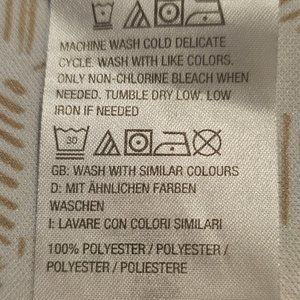 MACHINE WASH COLD DELICATE
CYCLE. WASH WITH LIKE COLORS.
ONLY NON-CHLORINE BLEACH WHEN
NEEDED. TUMBLE DRY LOW. LOW
IRON IF NEEDED
30
GB: WASH WITH SIMILAR COLOURS
D: MIT ÄHNLICHEN FARBEN
WASCHEN
I: LAVARE CON COLORI SIMILARI
100% POLYESTER / POLYESTER /
POLYESTER / POLIESTERE